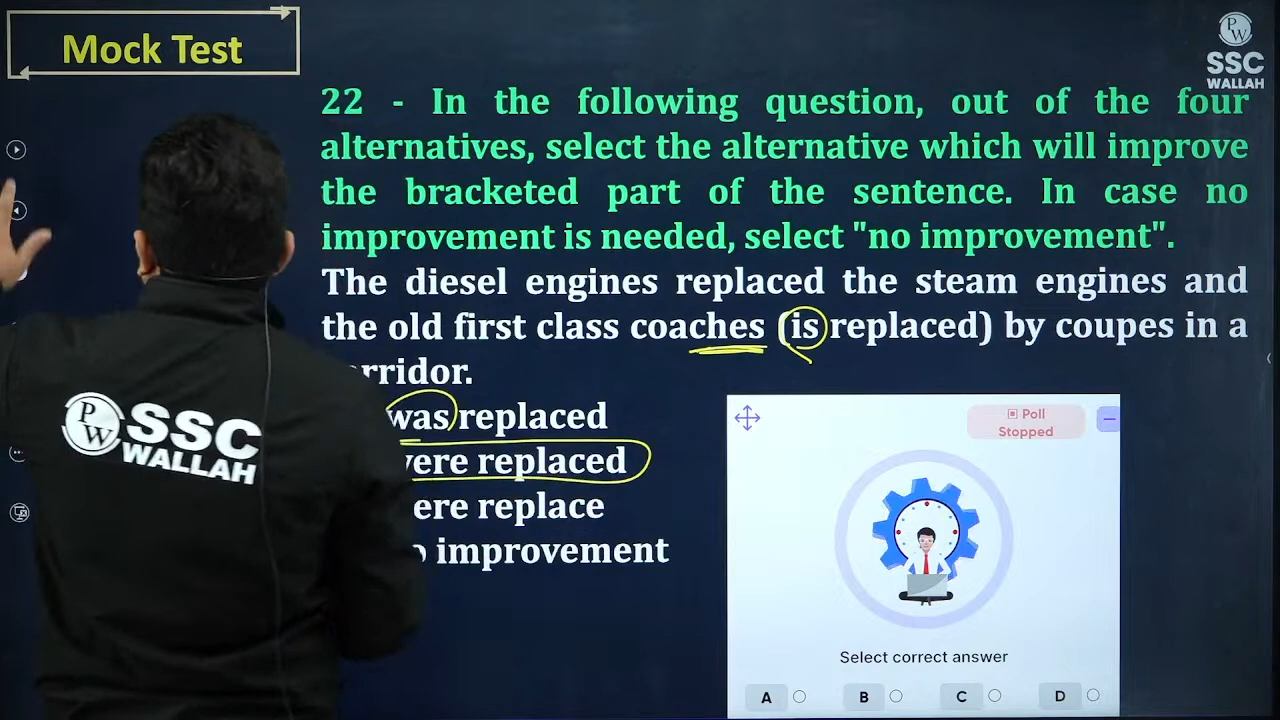 Mock Test
PW
SSC
WALLAH
22 - In the following question, out of the four
alternatives, select the alternative which will improve
the bracketed part of the sentence. In case no
improvement is needed, select "no improvement".
The diesel engines replaced the steam engines and
the old first class coaches (is replaced) by coupes in a
rridor.
was replaced
were replaced
ere replace
o improvement
PW SSC
WALLAH
Poll
Stopped
Select correct answer
A
B
C
D